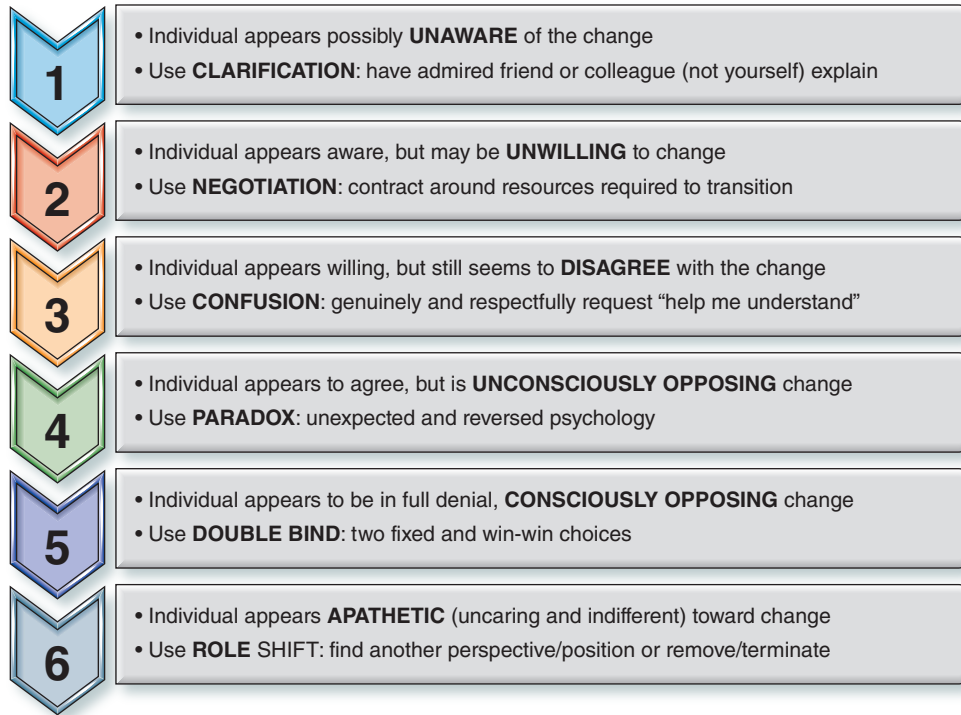 1
• Individual appears possibly UNAWARE of the change
• Use CLARIFICATION: have admired friend or colleague (not yourself) explain
2
• Individual appears aware, but may be UNWILLING to change
• Use NEGOTIATION: contract around resources required to transition
3
• Individual appears willing, but still seems to DISAGREE with the change
• Use CONFUSION: genuinely and respectfully request “help me understand”
4
• Individual appears to agree, but is UNCONSCIOUSLY OPPOSING change
• Use PARADOX: unexpected and reversed psychology
5
• Individual appears to be in full denial, CONSCIOUSLY OPPOSING change
• Use DOUBLE BIND: two fixed and win-win choices
6
• Individual appears APATHETIC (uncaring and indifferent) toward change
• Use ROLE SHIFT: find another perspective/position or remove/terminate